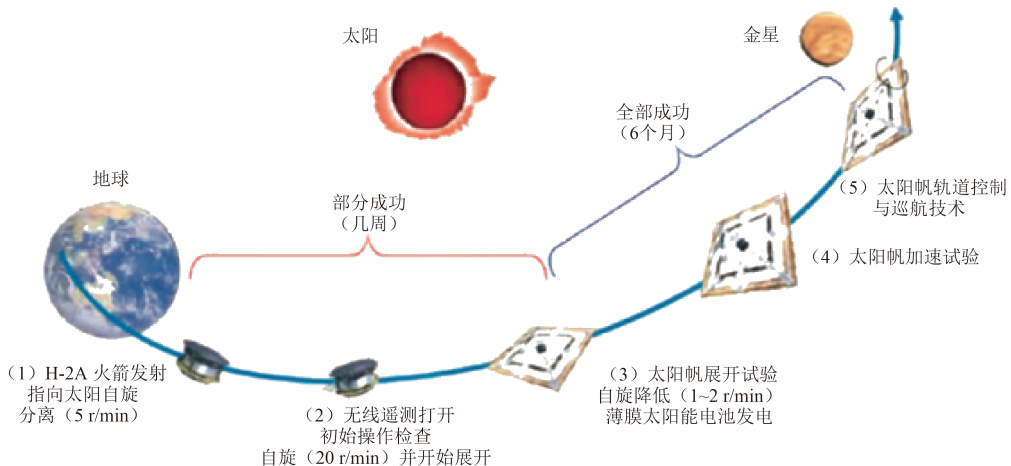 太阳
金星
全部成功
（6个月）
地球
部分成功
（几周）
（5）太阳帆轨道控制
与巡航技术
（4）太阳帆加速试验
（1）H-2A 火箭发射
指向太阳自旋
分离（5 r/min）
（2）无线遥测打开
初始操作检查
自旋（20 r/min）并开始展开
（3）太阳帆展开试验
自旋降低（1~2 r/min）
薄膜太阳能电池发电